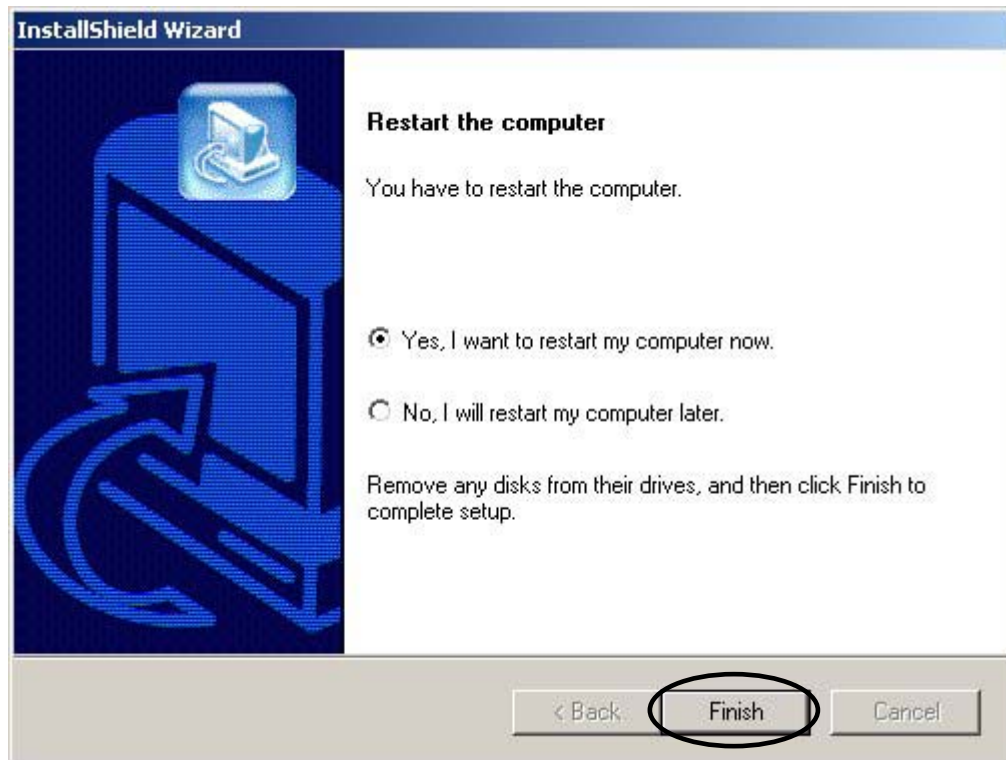 InstallShield Wizard
Restart the computer
You have to restart the computer.
Yes, I want to restart my computer now.
No, I will restart my computer later.
Remove any disks from their drives, and then click Finish to
complete setup.
< Back
Finish
Cancel